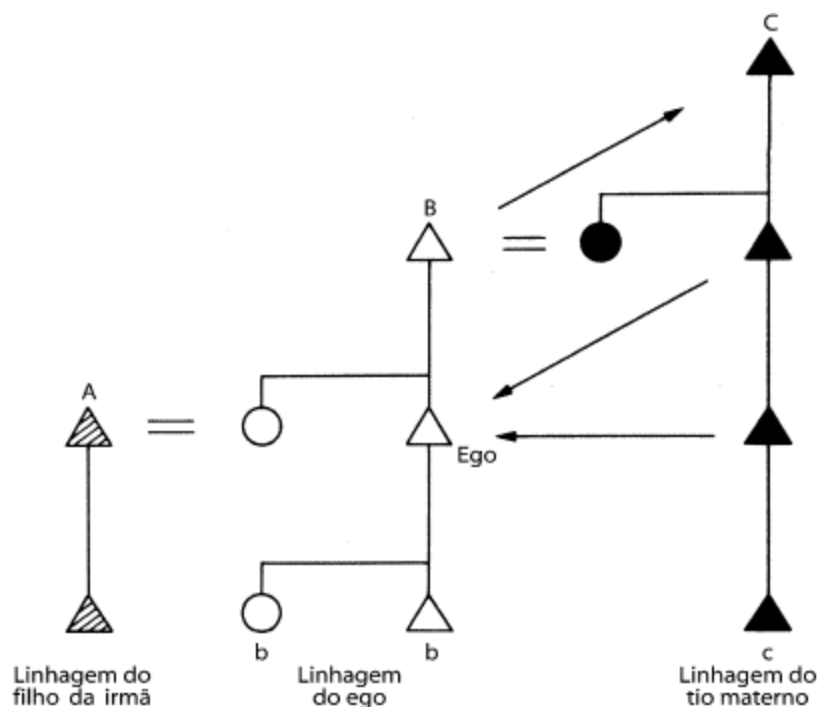 C
B
A
Ego
b
b
c
Linhagem do
filho da irmã
Linhagem
do ego
Linhagem do
tio materno